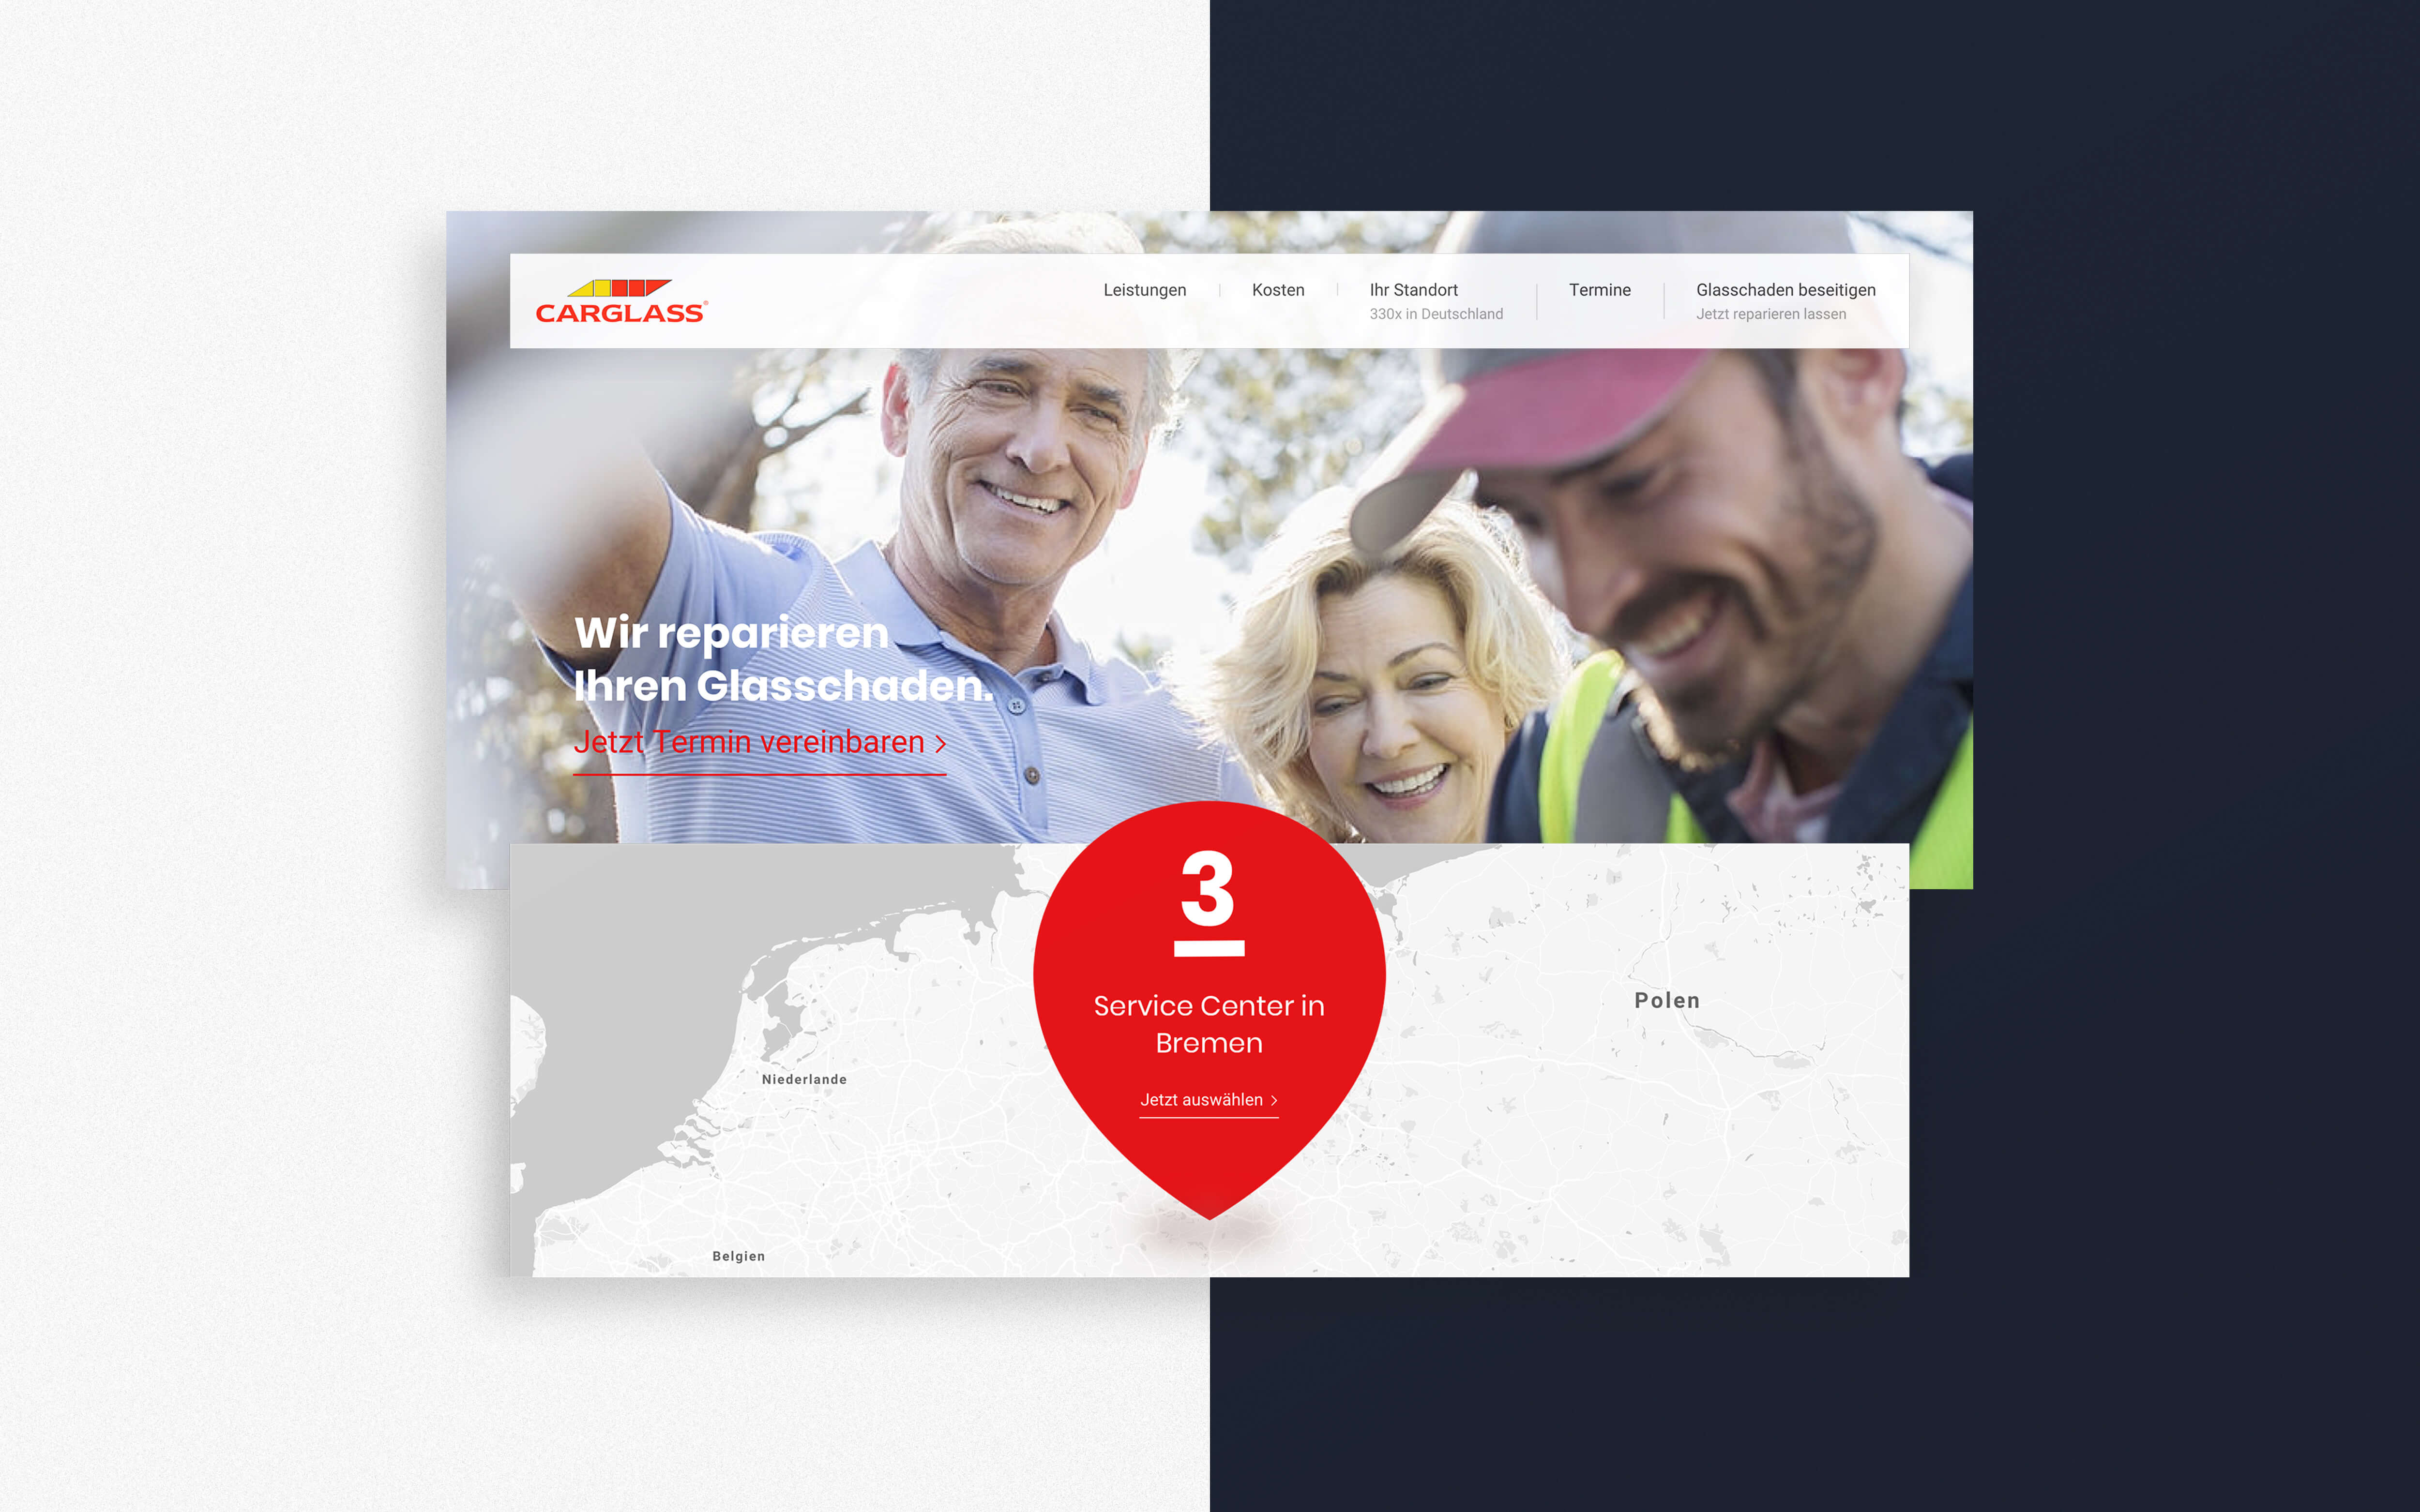 CARGLASS®
Leistungen
Kosten
Ihr Standort
330x in Deutschland
Termine
Glasschaden beseitigen
Jetzt reparieren lassen
Wir reparieren
Ihren Glasschaden.
Jetzt Termin vereinbaren >
3
Service Center in
Bremen
Jetzt auswählen >
Polen
Niederlande
Belgien